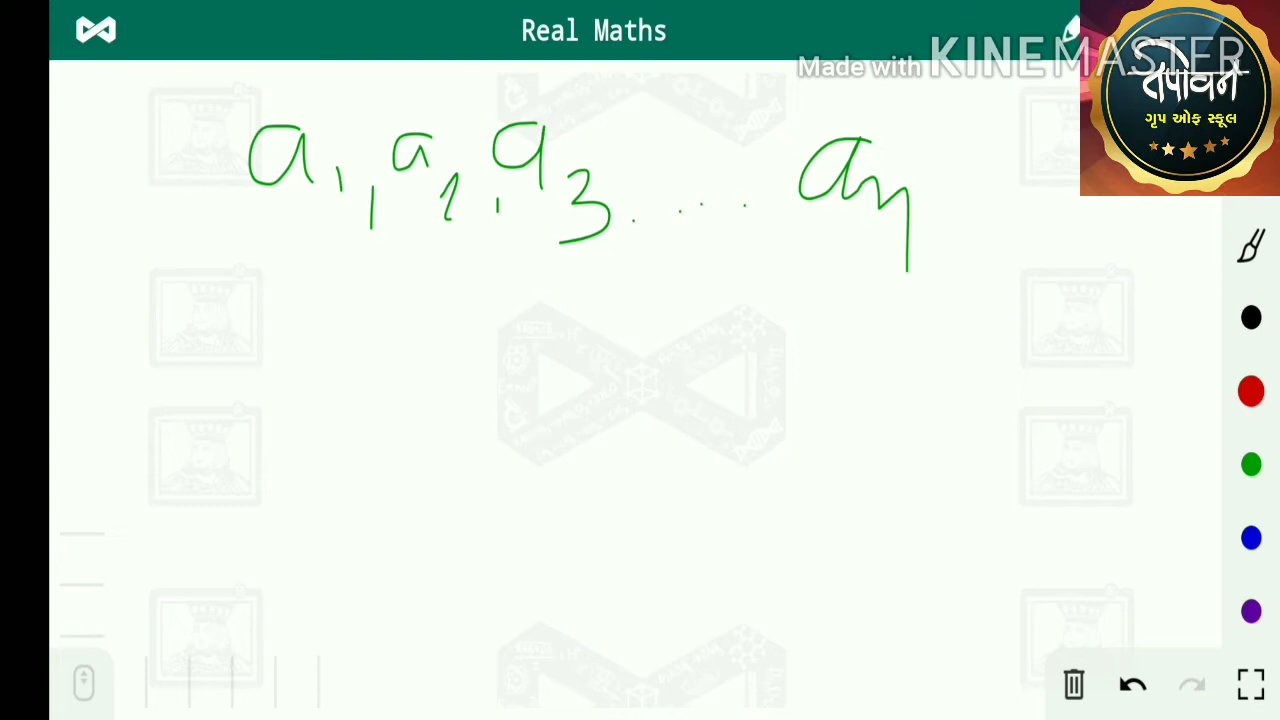 Real Maths
Made with KINEMASTER
તપોવન
ગૃપ ઓફ સ્કૂલ
a₁, a₂, a₃ . . . . aₙ